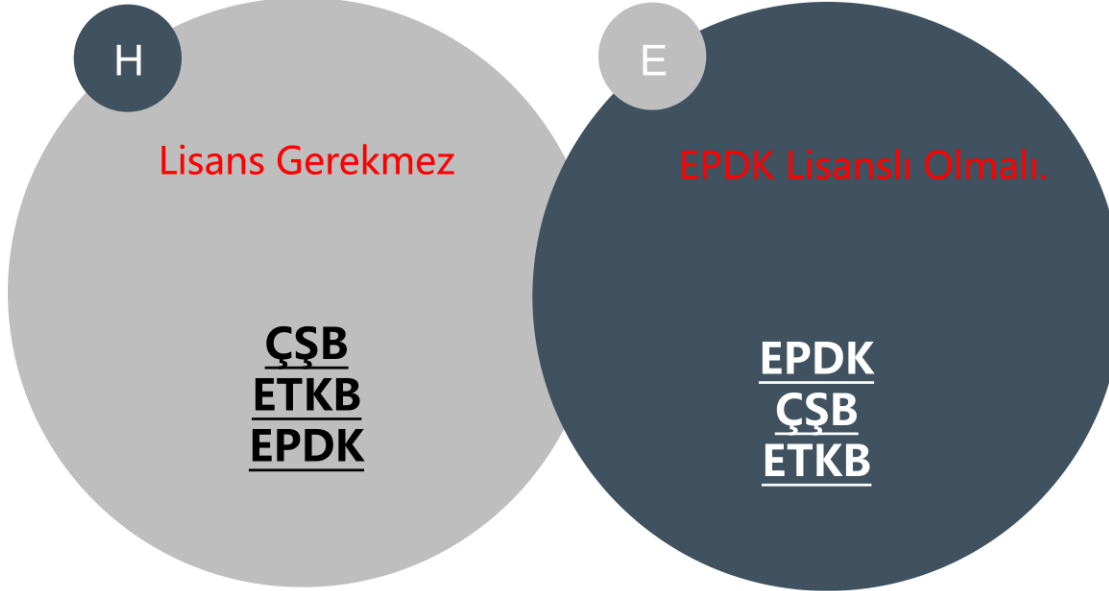 H
Lisans Gerekmez
ÇŞB
ETKB
EPDK
E
EPDK Lisanslı Olmalı.
EPDK
ÇŞB
ETKB